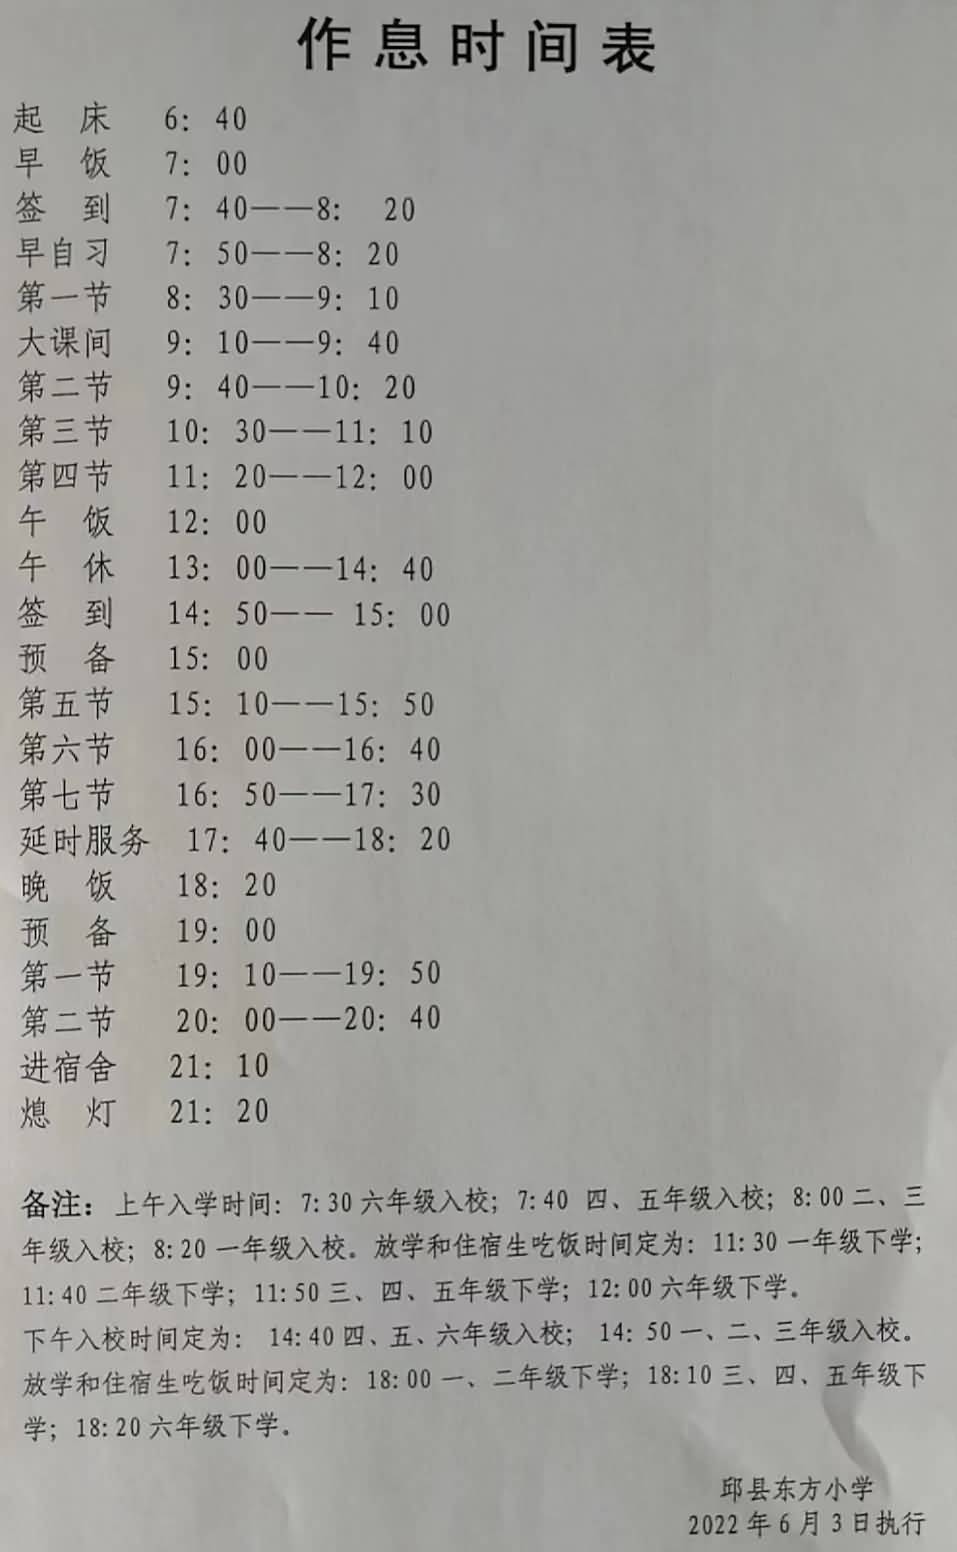 作息时间表
起 床 6：40
早 饭 7：00
签 到 7：40——8： 20
早自习 7：50——8：20
第一节 8：30——9：10
大课间 9：10——9：40
第二节 9：40——10：20
第三节 10：30——11：10
第四节 11：20——12：00
午 饭 12：00
午 休 13：00——14：40
签 到 14：50—— 15：00
预 备 15：00
第五节 15：10——15：50
第六节 16：00——16：40
第七节 16：50——17：30
延时服务 17：40——18：20
晚 饭 18：20
预 备 19：00
第一节 19：10——19：50
第二节 20：00——20：40
进宿舍 21：10
熄 灯 21：20
备注：上午入学时间：7:30 六年级入校；7:40 四、五年级入校；8:00 二、三
年级入校；8:20 一年级入校。放学和住宿生吃饭时间定为：11:30 一年级下学；
11:40 二年级下学；11:50 三、四、五年级下学；12:00 六年级下学。
下午入校时间定为： 14:40 四、五、六年级入校； 14：50 一、二、三年级入校。
放学和住宿生吃饭时间定为：18:00 一、二年级下学；18:10 三、四、五年级下
学；18:20 六年级下学。
邱县东方小学
2022 年 6 月 3 日执行